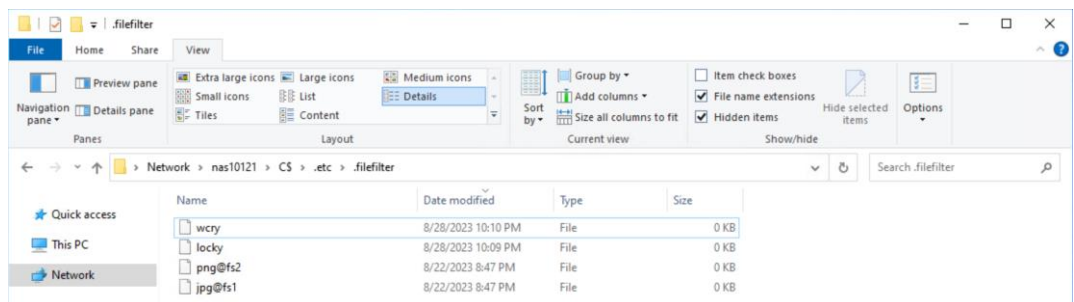 .filefilter
File Home Share View
Preview pane
Details pane
Navigation pane
Panes
Extra large icons Large icons Medium icons
Small icons List Details
Tiles Content
Layout
Sort by
Group by
Add columns
Size all columns to fit
Current view
Item check boxes
File name extensions
Hidden items
Hide selected items
Show/hide
Options
Network > nas10121 > C$ > .etc > .filefilter
Search .filefilter
Quick access
This PC
Network
Name Date modified Type Size
wcry 8/28/2023 10:10 PM File 0 KB
locky 8/28/2023 10:09 PM File 0 KB
png@fs2 8/22/2023 8:47 PM File 0 KB
jpg@fs1 8/22/2023 8:47 PM File 0 KB